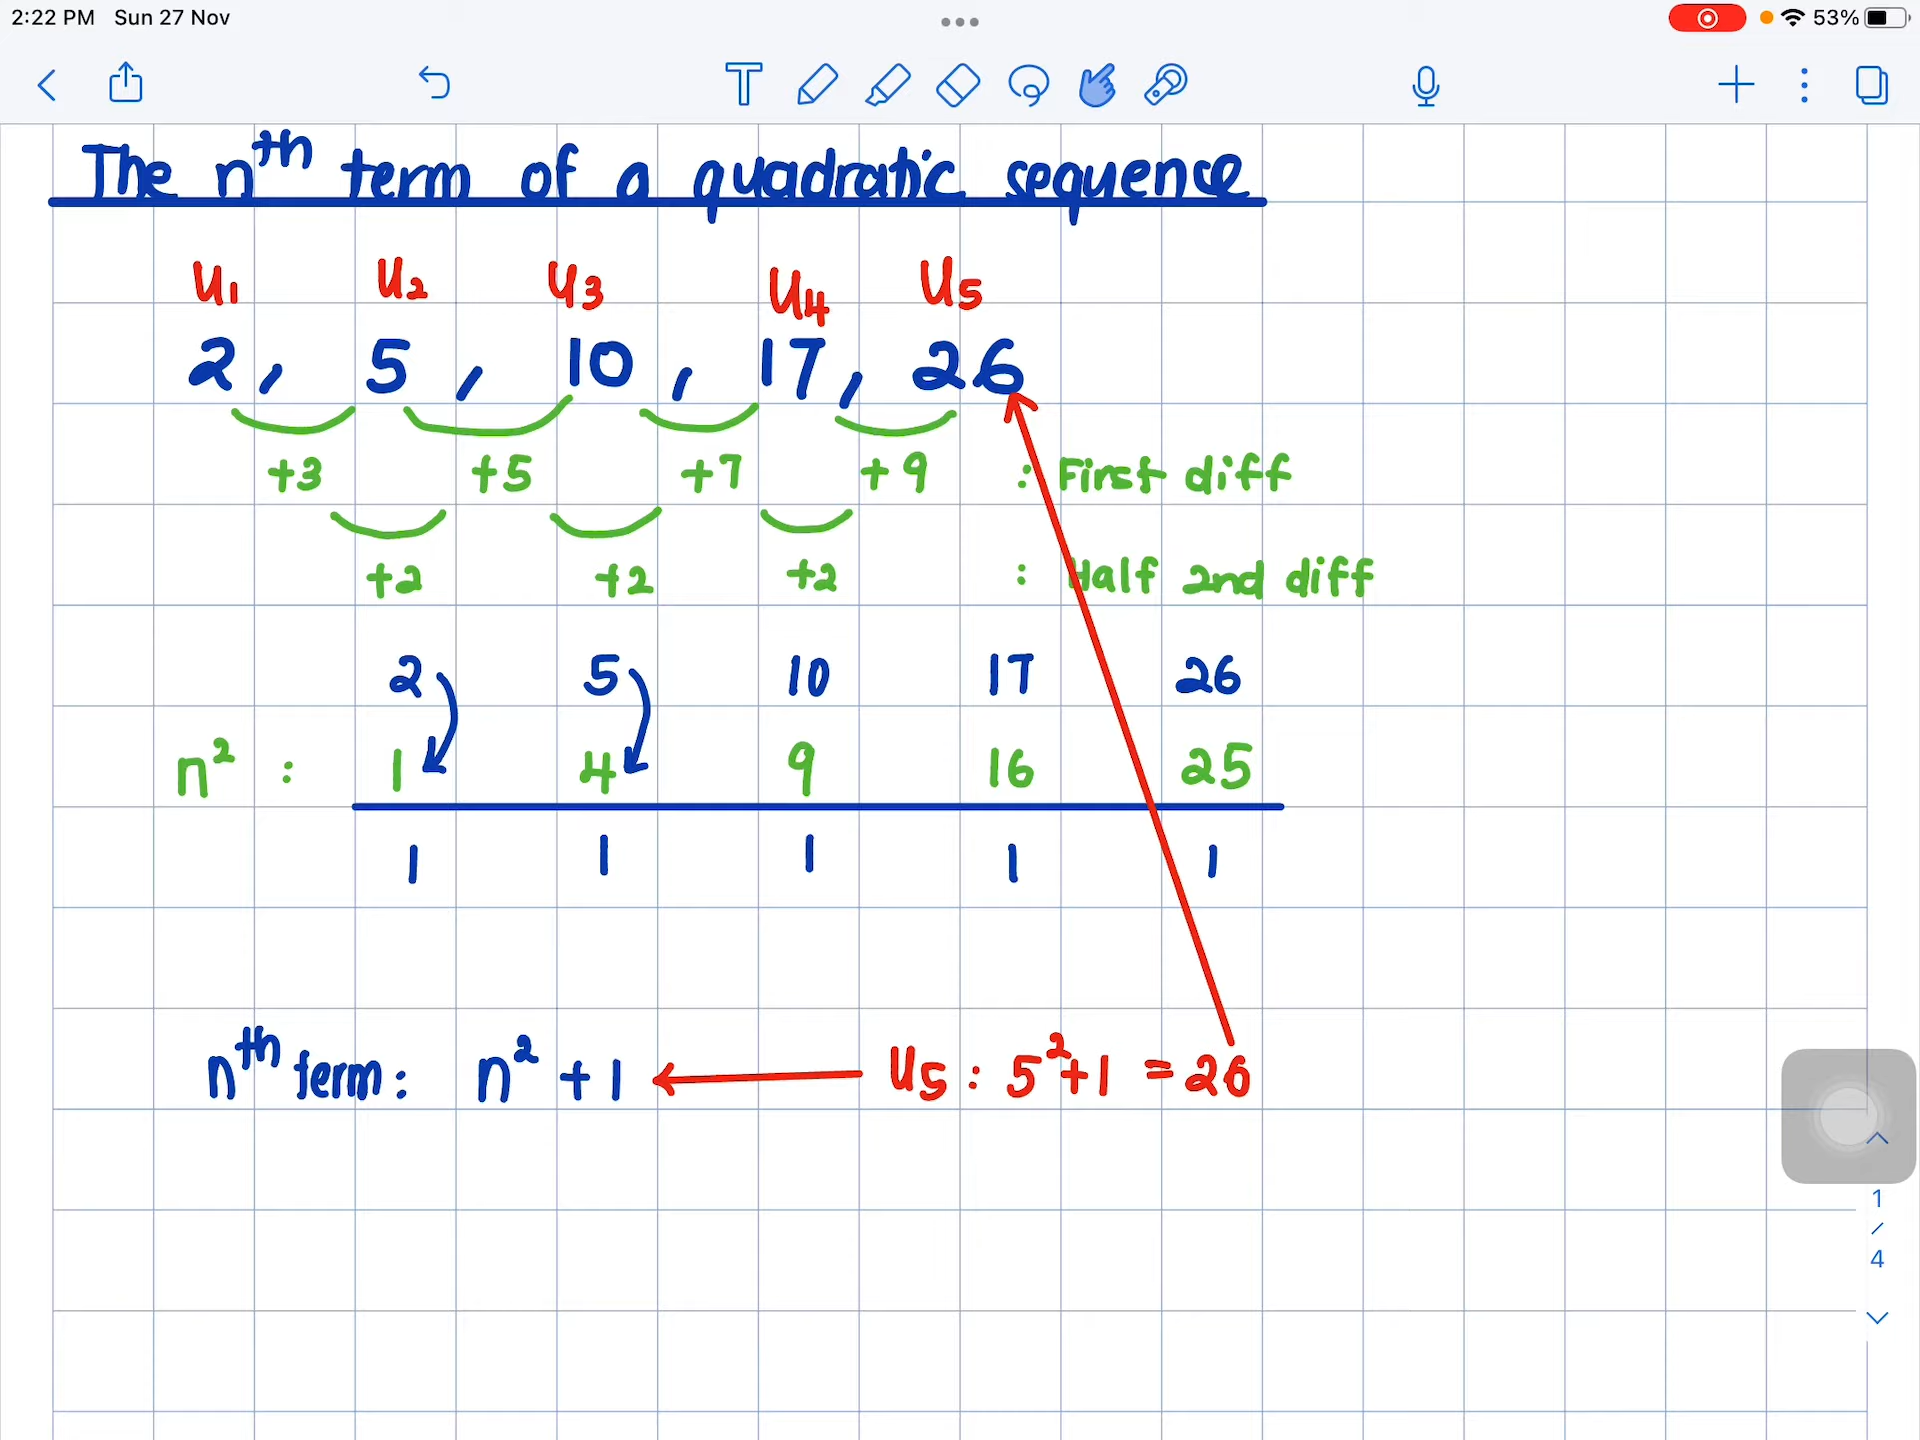 2:22 PM Sun 27 Nov
53%
The nᵗʰ term of a quadratic sequence
U₁ U₂ U₃ U₄ U₅
2, 5, 10, 17, 26
+3 +5 +7 +9 : First diff
+2 +2 +2 : Half 2nd diff
2 5 10 17 26
n² : 1 4 9 16 25
1 1 1 1 1
nᵗʰ term: n² + 1 U₅ : 5² + 1 = 26
1
/
4